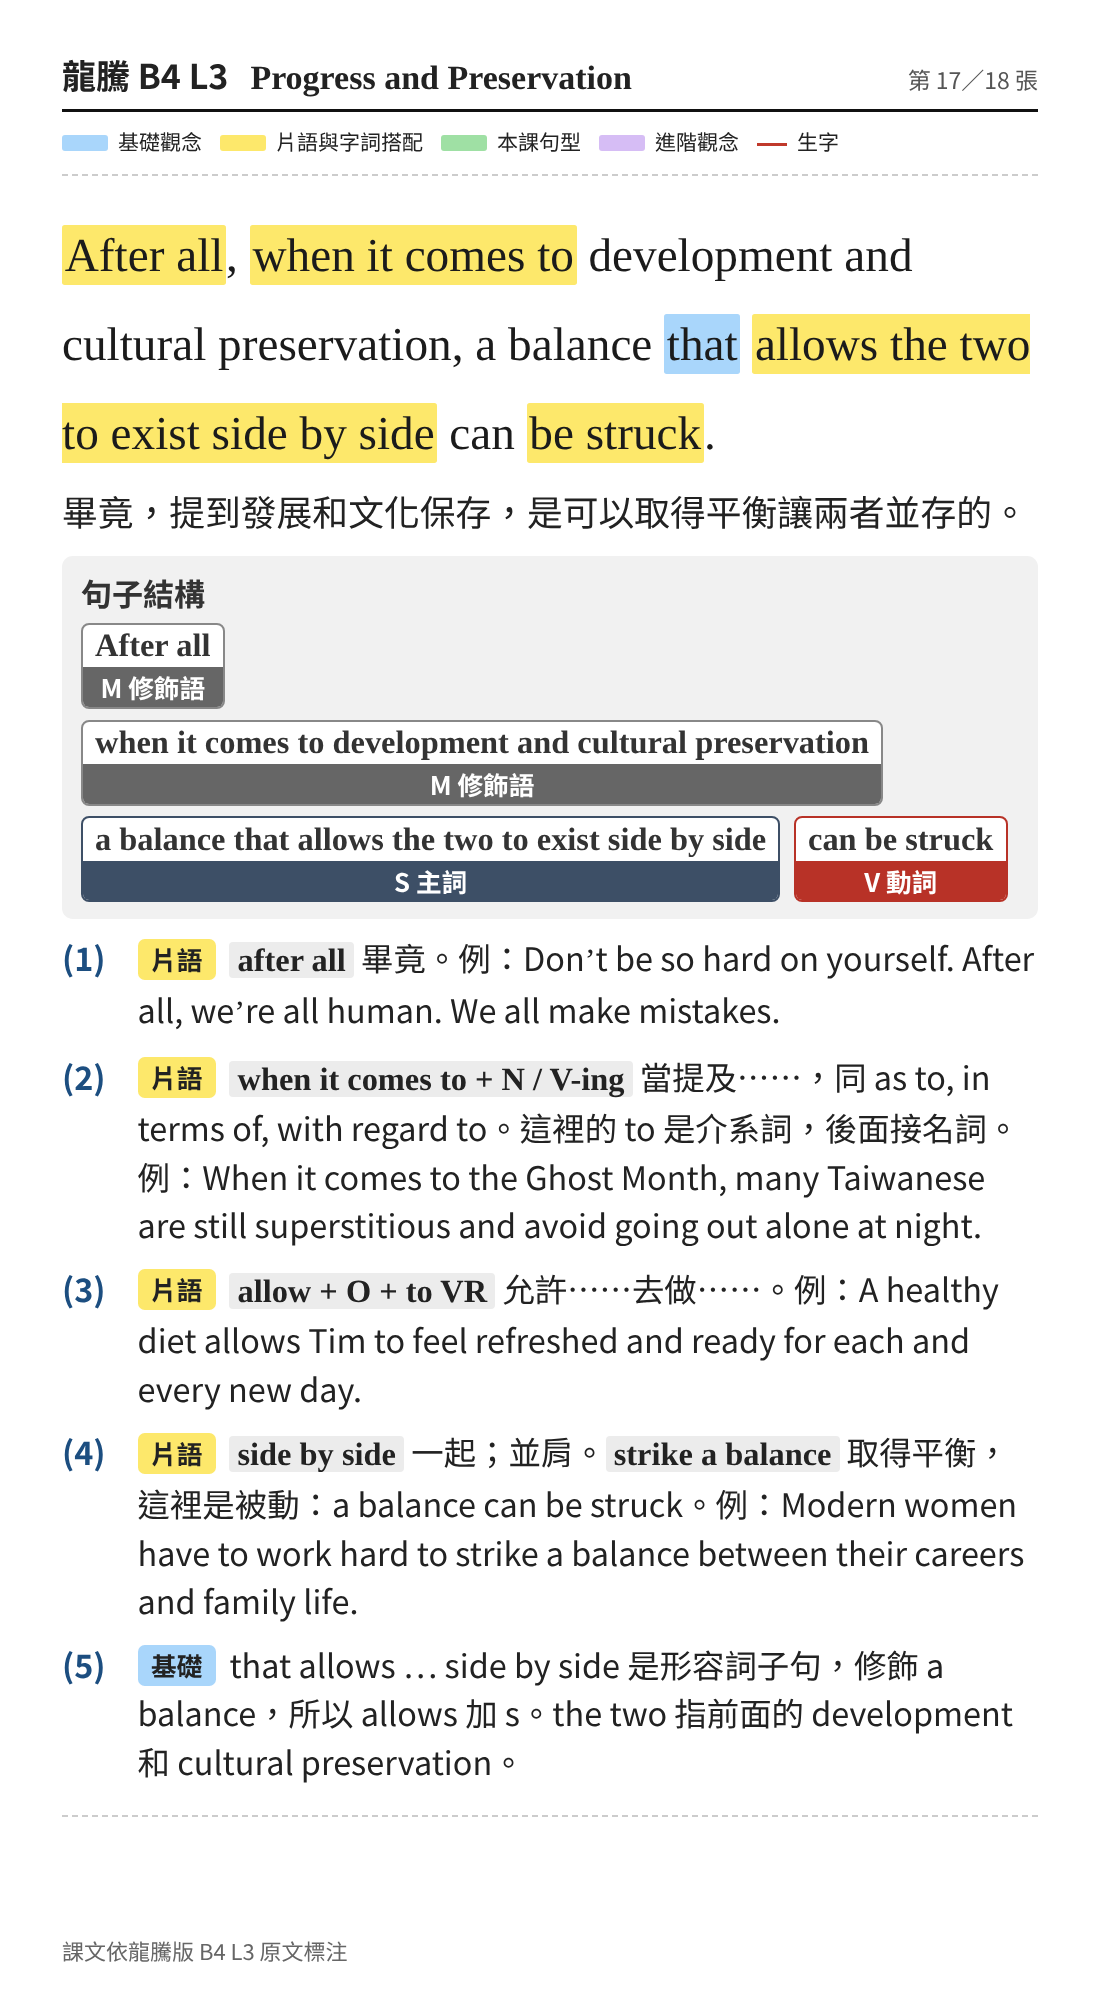 龍騰 B4 L3 Progress and Preservation 第 17／18 張
基礎觀念 片語與字詞搭配 本課句型 進階觀念 生字
After all, when it comes to development and
cultural preservation, a balance that allows the two
to exist side by side can be struck.
畢竟，提到發展和文化保存，是可以取得平衡讓兩者並存的。
句子結構
After all
M 修飾語
when it comes to development and cultural preservation
M 修飾語
a balance that allows the two to exist side by side can be struck
S 主詞 V 動詞
(1) 片語 after all 畢竟。例：Don’t be so hard on yourself. After
all, we’re all human. We all make mistakes.
(2) 片語 when it comes to + N / V-ing 當提及……，同 as to, in
terms of, with regard to。這裡的 to 是介系詞，後面接名詞。
例：When it comes to the Ghost Month, many Taiwanese
are still superstitious and avoid going out alone at night.
(3) 片語 allow + O + to VR 允許……去做……。例：A healthy
diet allows Tim to feel refreshed and ready for each and
every new day.
(4) 片語 side by side 一起；並肩。strike a balance 取得平衡，
這裡是被動：a balance can be struck。例：Modern women
have to work hard to strike a balance between their careers
and family life.
(5) 基礎 that allows … side by side 是形容詞子句，修飾 a
balance，所以 allows 加 s。the two 指前面的 development
和 cultural preservation。
課文依龍騰版 B4 L3 原文標注